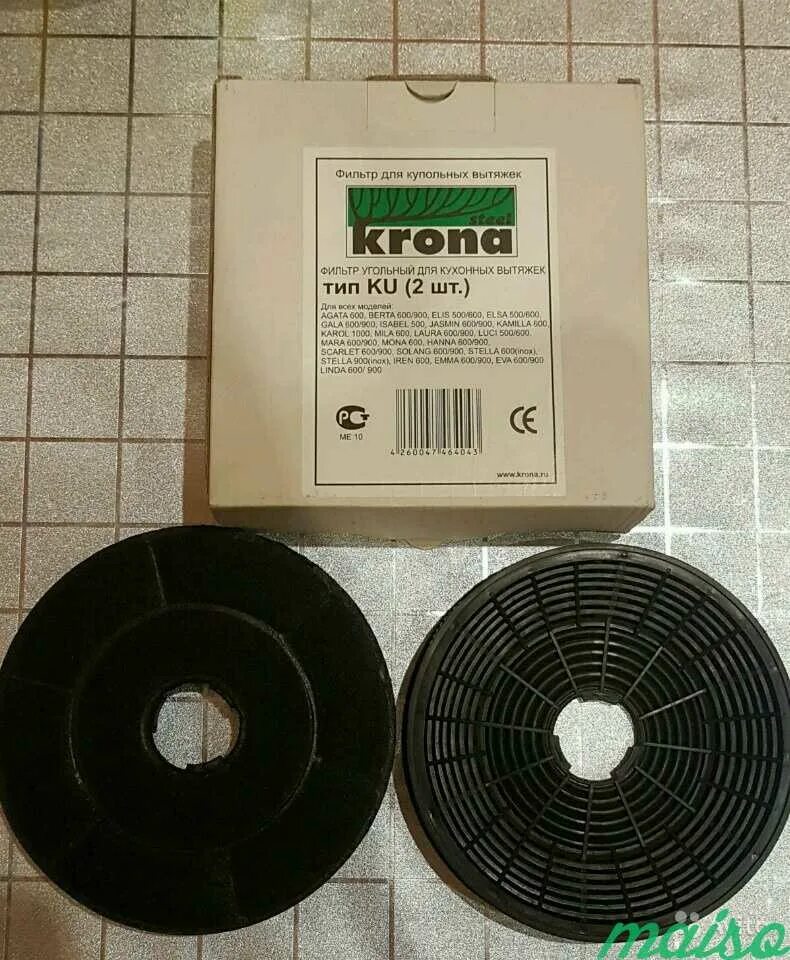 Фильтр для купольных вытяжек
steel
krona
ФИЛЬТР УГОЛЬНЫЙ ДЛЯ КУХОННЫХ ВЫТЯЖЕК
тип KU (2 шт.)
Для всех моделей:
AGATA 600, BERTA 600/900, ELIS 500/600, ELSA 500/600,
GALA 600/900, ISABEL 500, JASMIN 600/900, KAMILLA 600,
KAROL 1000, MILA 600, LAURA 600/900, LUCI 500/600,
MARA 600/900, MONA 600, HANNA 600/900,
SCARLET 600/900, SOLANG 600/900, STELLA 600(inox),
STELLA 900(inox), IREN 600, EMMA 600/900, EVA 600/900
LINDA 600/ 900
РСТ
ME 10
CE
4 260047 464043
www.krona.ru
maiso